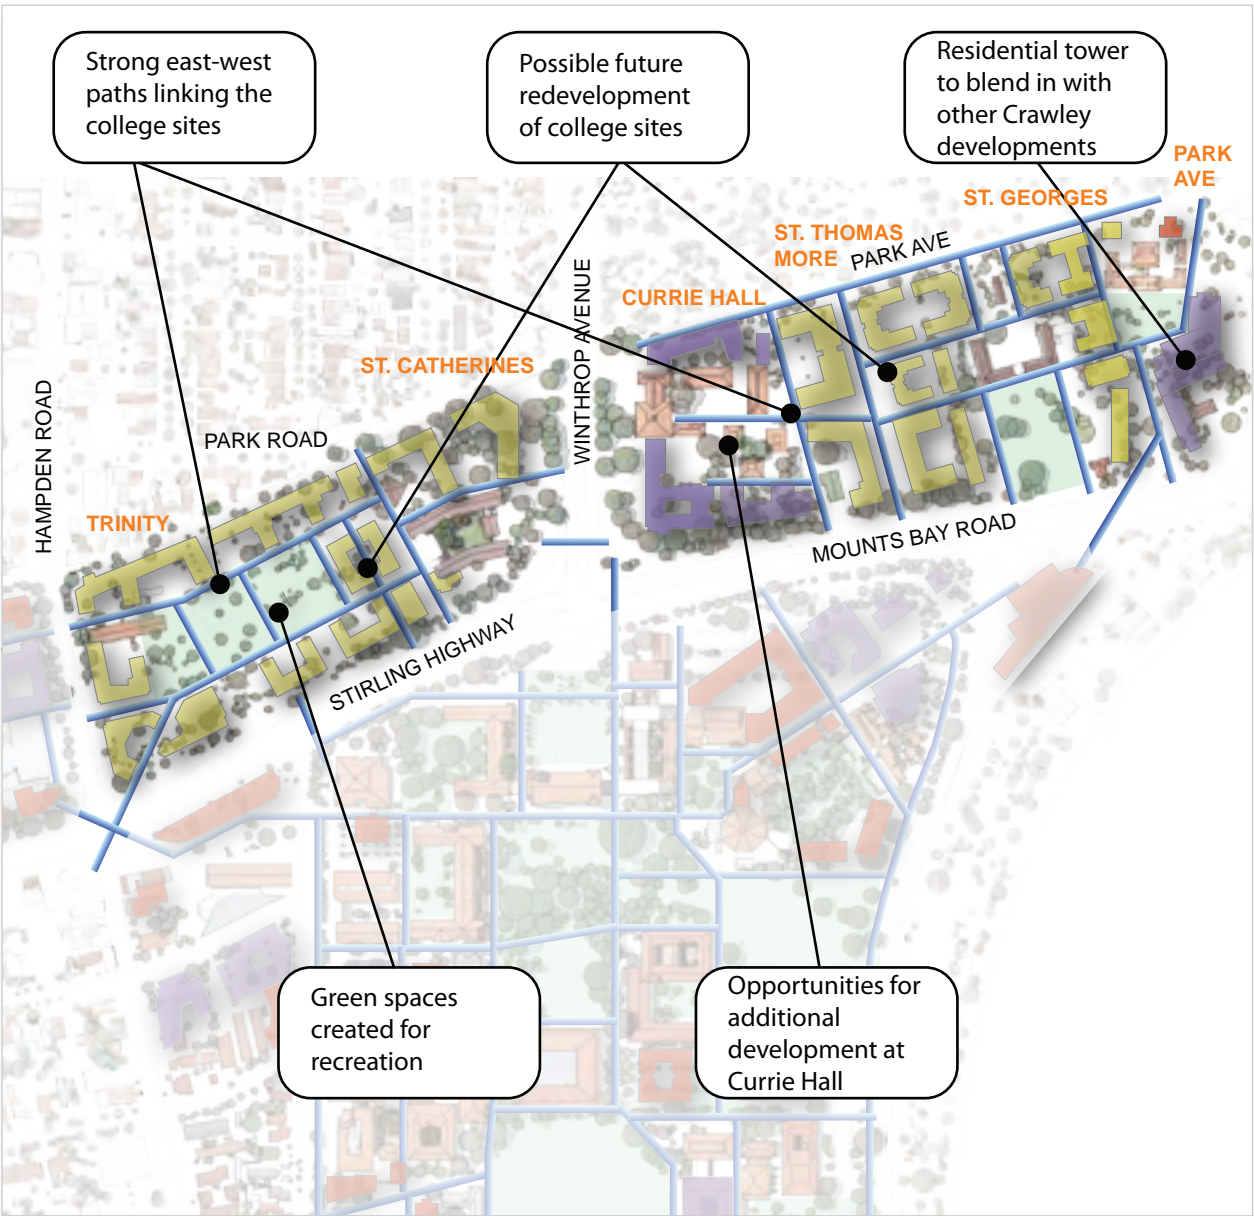 Strong east-west
paths linking the
college sites
Possible future
redevelopment
of college sites
Residential tower
to blend in with
other Crawley
developments
PARK
AVE
ST. GEORGES
ST. THOMAS
MORE
PARK AVE
CURRIE HALL
WINTHROP AVENUE
ST. CATHERINES
HAMPDEN ROAD
PARK ROAD
TRINITY
MOUNTS BAY ROAD
STIRLING HIGHWAY
Green spaces
created for
recreation
Opportunities for
additional
development at
Currie Hall